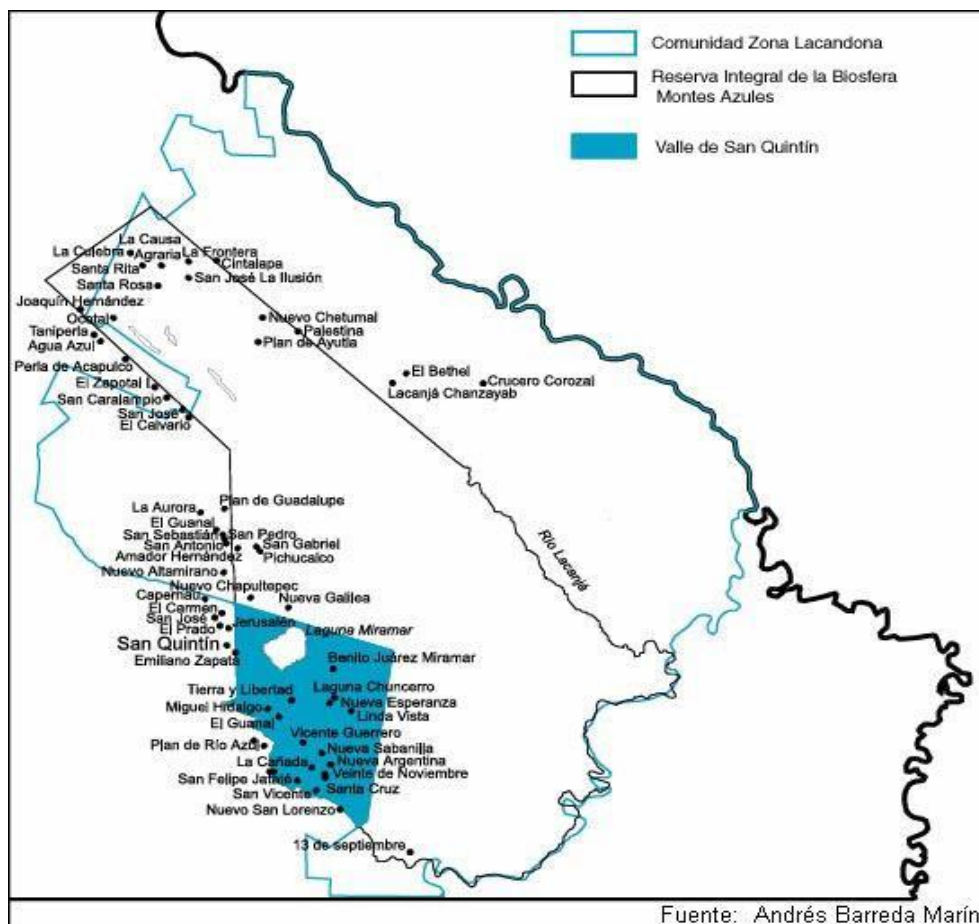 Comunidad Zona Lacandona
Reserva Integral de la Biosfera
Montes Azules
Valle de San Quintín
La Causa
Agraria
La Culebra
La Frontera
Cintalapa
Santa Rita
San José La Ilusión
Santa Rosa
Joaquín Hernández
Ocotal
Nuevo Chetumal
Taniperla
Palestina
Agua Azul
Plan de Ayutla
Perla de Acapulco
El Bethel
El Zapotal I
Lacanjá Chanzayab
Crucero Corozal
San Caralampio
San José
El Calvario
La Aurora
Plan de Guadalupe
El Guanal
San Sebastián
San Pedro
San Antonio
San Gabriel
Amador Hernández
Pichucalco
Río Lacanjá
Nuevo Altamirano
Nuevo Chapultepec
Capernau
Nueva Galilea
El Carmen
San José
Jerusalén
El Prado
Laguna Miramar
San Quintín
Emiliano Zapata
Benito Juárez Miramar
Tierra y Libertad
Laguna Chuncerro
Miguel Hidalgo
Nueva Esperanza
El Guanal
Linda Vista
Vicente Guerrero
Plan de Río Azul
Nueva Sabanilla
La Cañada
Nueva Argentina
Veinte de Noviembre
San Felipe Jataté
San Vicente
Santa Cruz
Nuevo San Lorenzo
13 de septiembre
Fuente: Andrés Barreda Marín